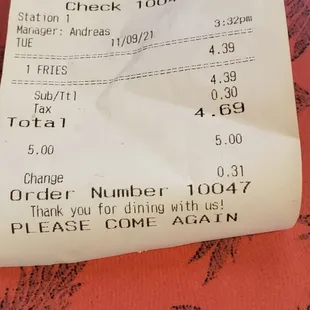 Check 1004
Station 1
Manager: Andreas 3:32pm
TUE 11/09/21
4.39
1 FRIES
Sub/Ttl 4.39
Tax 0.30
Total 4.69
5.00 5.00
Change 0.31
Order Number 10047
Thank you for dining with us!
PLEASE COME AGAIN